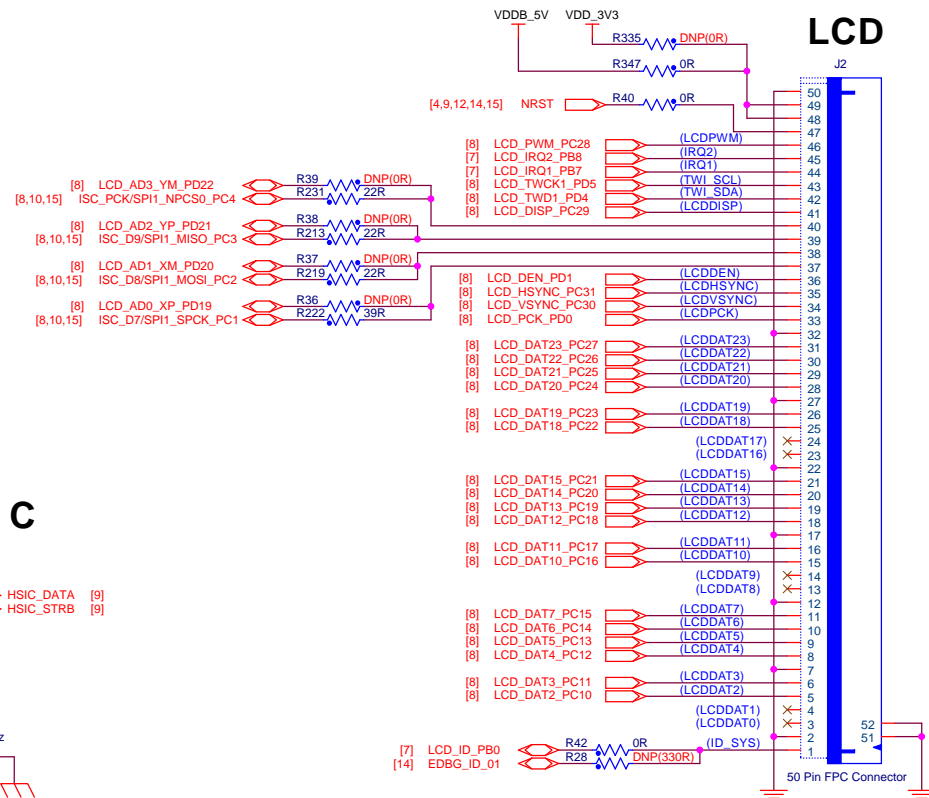 VDDB_5V VDD_3V3
LCD
R335 DNP(0R)
J2
R347 0R
[4,9,12,14,15] NRST R40 0R
50
49
48
47
[8] LCD_PWM_PC28 (LCDPWM) 46
[7] LCD_IRQ2_PB8 (IRQ2) 45
[7] LCD_IRQ1_PB7 (IRQ1) 44
[8] LCD_TWCK1_PD5 (TWI_SCL) 43
[8] LCD_TWD1_PD4 (TWI_SDA) 42
[8] LCD_DISP_PC29 (LCDDISP) 41
[8] LCD_AD3_YM_PD22 R39 DNP(0R)
[8,10,15] ISC_PCK/SPI1_NPCS0_PC4 R231 22R
40
[8] LCD_AD2_YP_PD21 R38 DNP(0R)
[8,10,15] ISC_D9/SPI1_MISO_PC3 R213 22R
39
38
[8] LCD_AD1_XM_PD20 R37 DNP(0R)
[8,10,15] ISC_D8/SPI1_MOSI_PC2 R219 22R
37
[8] LCD_AD0_XP_PD19 R36 DNP(0R)
[8,10,15] ISC_D7/SPI1_SPCK_PC1 R222 39R
[8] LCD_DEN_PD1 (LCDDEN) 36
[8] LCD_HSYNC_PC31 (LCDHSYNC) 35
[8] LCD_VSYNC_PC30 (LCDVSYNC) 34
[8] LCD_PCK_PD0 (LCDPCK) 33
32
[8] LCD_DAT23_PC27 (LCDDAT23) 31
[8] LCD_DAT22_PC26 (LCDDAT22) 30
[8] LCD_DAT21_PC25 (LCDDAT21) 29
[8] LCD_DAT20_PC24 (LCDDAT20) 28
27
[8] LCD_DAT19_PC23 (LCDDAT19) 26
[8] LCD_DAT18_PC22 (LCDDAT18) 25
(LCDDAT17) 24
(LCDDAT16) 23
22
[8] LCD_DAT15_PC21 (LCDDAT15) 21
[8] LCD_DAT14_PC20 (LCDDAT14) 20
[8] LCD_DAT13_PC19 (LCDDAT13) 19
[8] LCD_DAT12_PC18 (LCDDAT12) 18
C
17
[8] LCD_DAT11_PC17 (LCDDAT11) 16
[8] LCD_DAT10_PC16 (LCDDAT10) 15
(LCDDAT9) 14
(LCDDAT8) 13
HSIC_DATA [9]
HSIC_STRB [9]
12
[8] LCD_DAT7_PC15 (LCDDAT7) 11
[8] LCD_DAT6_PC14 (LCDDAT6) 10
[8] LCD_DAT5_PC13 (LCDDAT5) 9
[8] LCD_DAT4_PC12 (LCDDAT4) 8
7
[8] LCD_DAT3_PC11 (LCDDAT3) 6
[8] LCD_DAT2_PC10 (LCDDAT2) 5
(LCDDAT1) 4
(LCDDAT0) 3
52
z
2
51
[7] LCD_ID_PB0 R42 0R (ID_SYS) 1
[14] EDBG_ID_01 R28 DNP(330R)
50 Pin FPC Connector